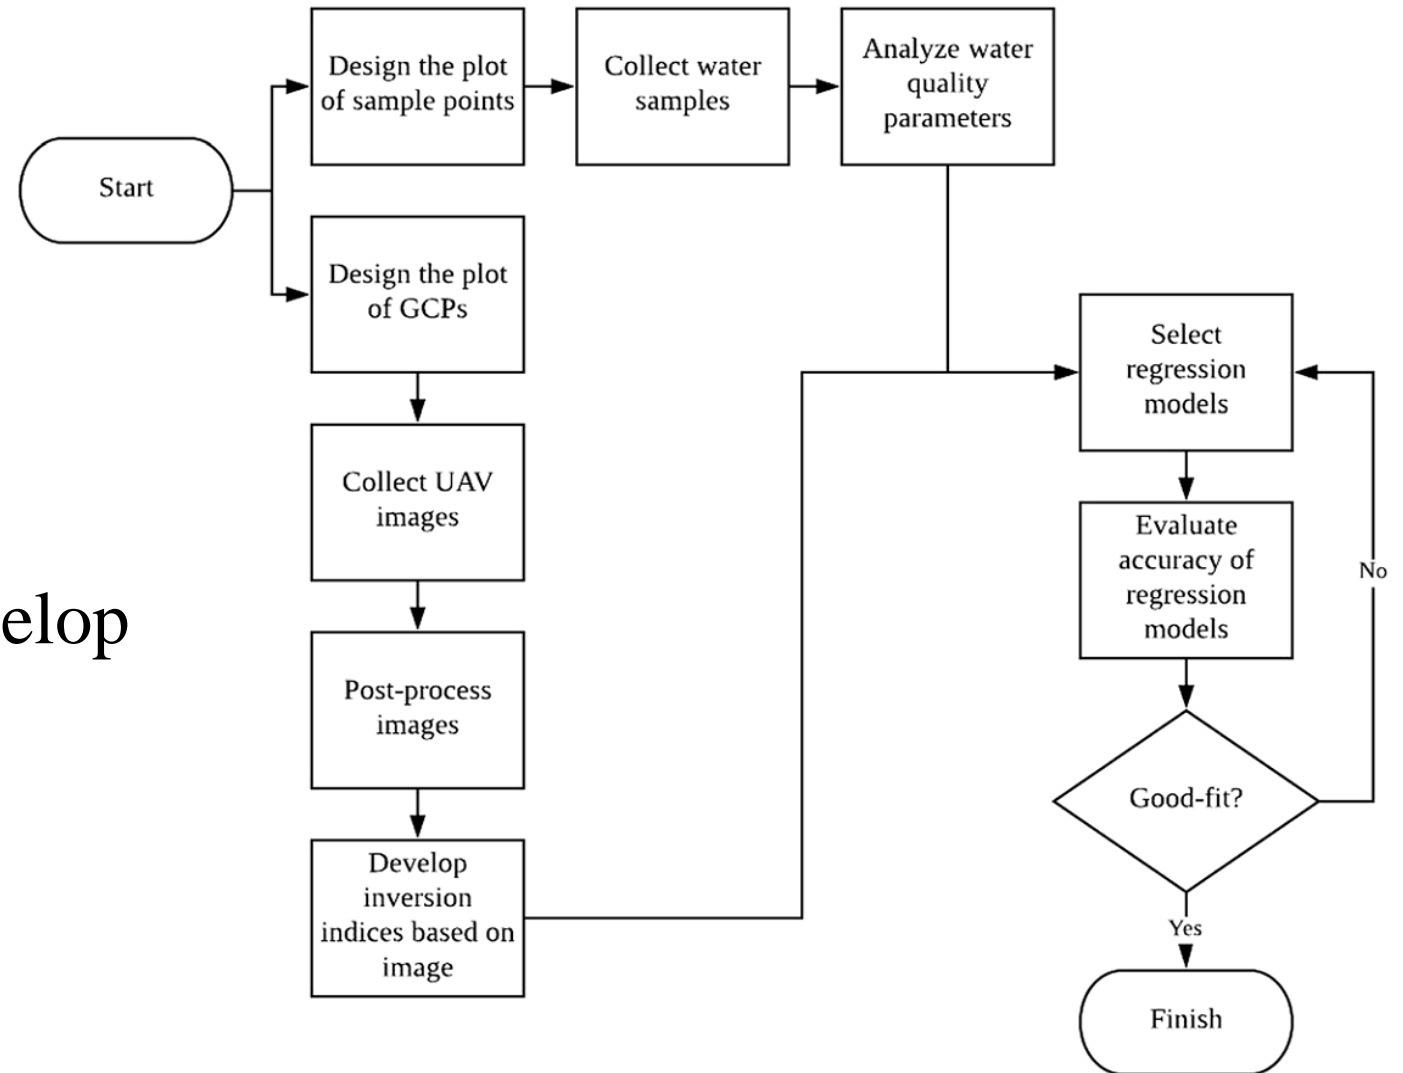 Start
Design the plot
of sample points
Collect water
samples
Analyze water
quality
parameters
Design the plot
of GCPs
Collect UAV
images
Post-process
images
Develop
inversion
indices based on
image
Select
regression
models
Evaluate
accuracy of
regression
models
Good-fit?
No
Yes
Finish
elop